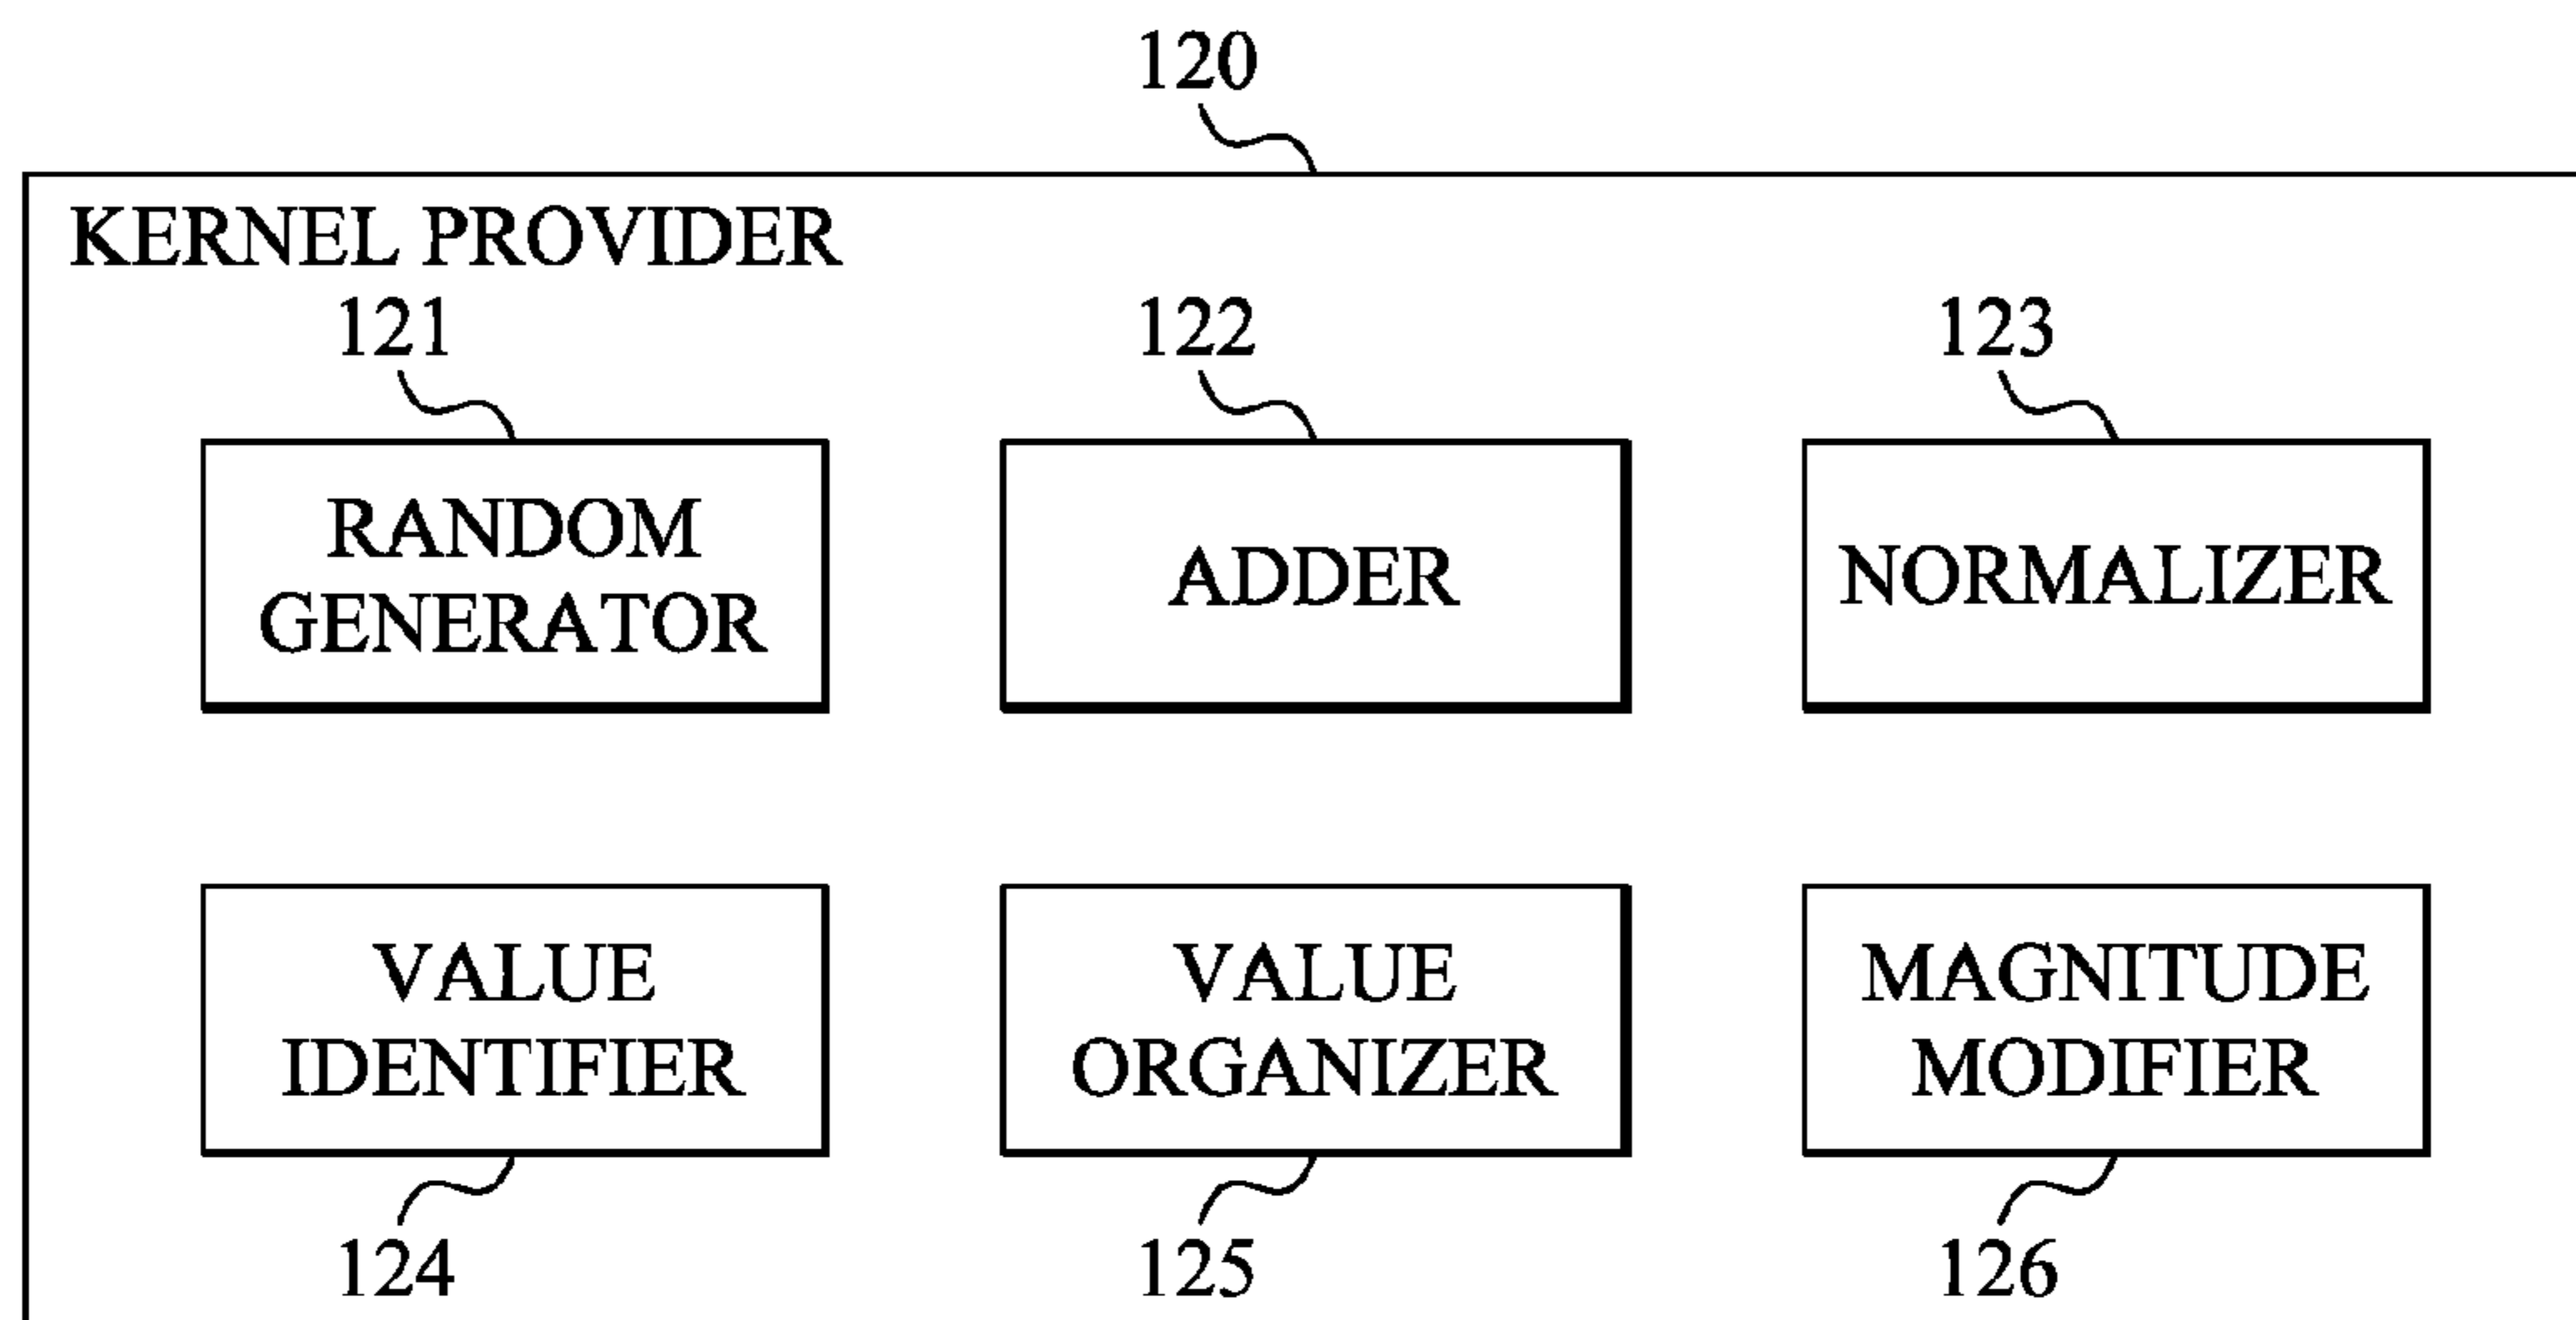 120
KERNEL PROVIDER
121
122
123
RANDOM
GENERATOR
ADDER
NORMALIZER
VALUE
IDENTIFIER
VALUE
ORGANIZER
MAGNITUDE
MODIFIER
124
125
126